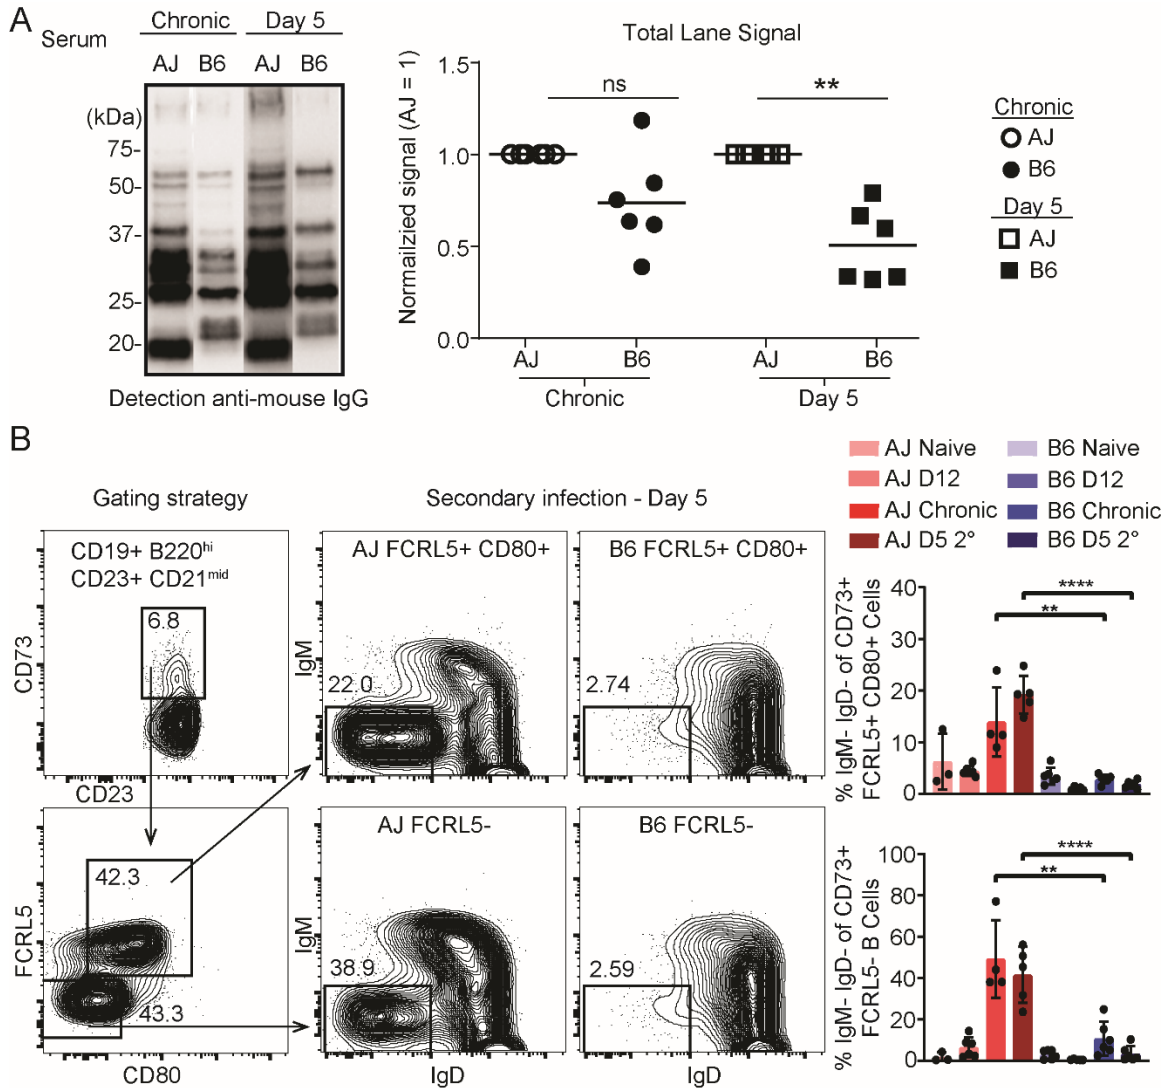 A
Serum
Chronic Day 5
AJ B6 AJ B6
(kDa)
75-
50-
37-
25-
20-
Detection anti-mouse IgG
Total Lane Signal
Normailzied signal (AJ = 1)
1.5
1.0
0.5
0.0
ns
**
AJ B6 AJ B6
Chronic Day 5
Chronic
AJ
B6
Day 5
AJ
B6
B
Gating strategy
CD19+ B220hi
CD23+ CD21mid
6.8
CD73
CD23
42.3
43.3
FCRL5
CD80
Secondary infection - Day 5
AJ FCRL5+ CD80+
IgM
22.0
B6 FCRL5+ CD80+
2.74
AJ FCRL5-
IgM
38.9
IgD
B6 FCRL5-
2.59
IgD
AJ Naive
AJ D12
AJ Chronic
AJ D5 2°
B6 Naive
B6 D12
B6 Chronic
B6 D5 2°
% IgM- IgD- of CD73+
FCRL5+ CD80+ Cells
40
30
20
10
0
****
**
% IgM- IgD- of CD73+
FCRL5- B Cells
100
80
60
40
20
0
****
**